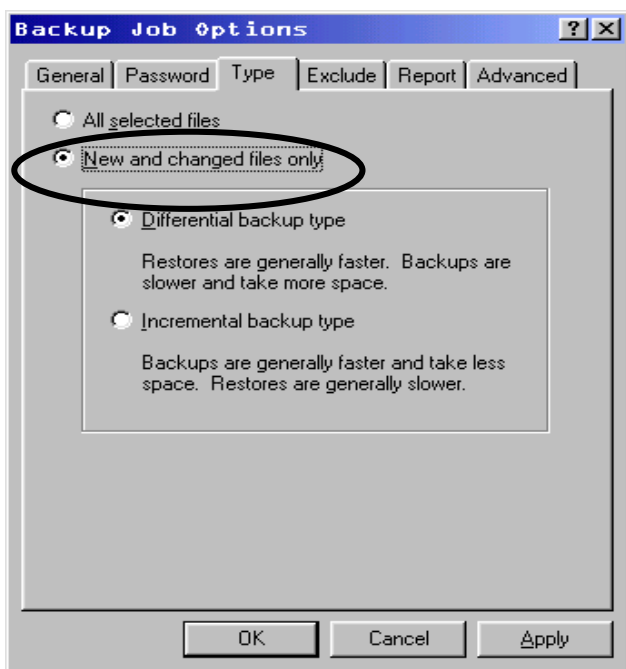 Backup Job Options
? X
General Password Type Exclude Report Advanced
All selected files
New and changed files only
Differential backup type
Restores are generally faster. Backups are
slower and take more space.
Incremental backup type
Backups are generally faster and take less
space. Restores are generally slower.
OK Cancel Apply